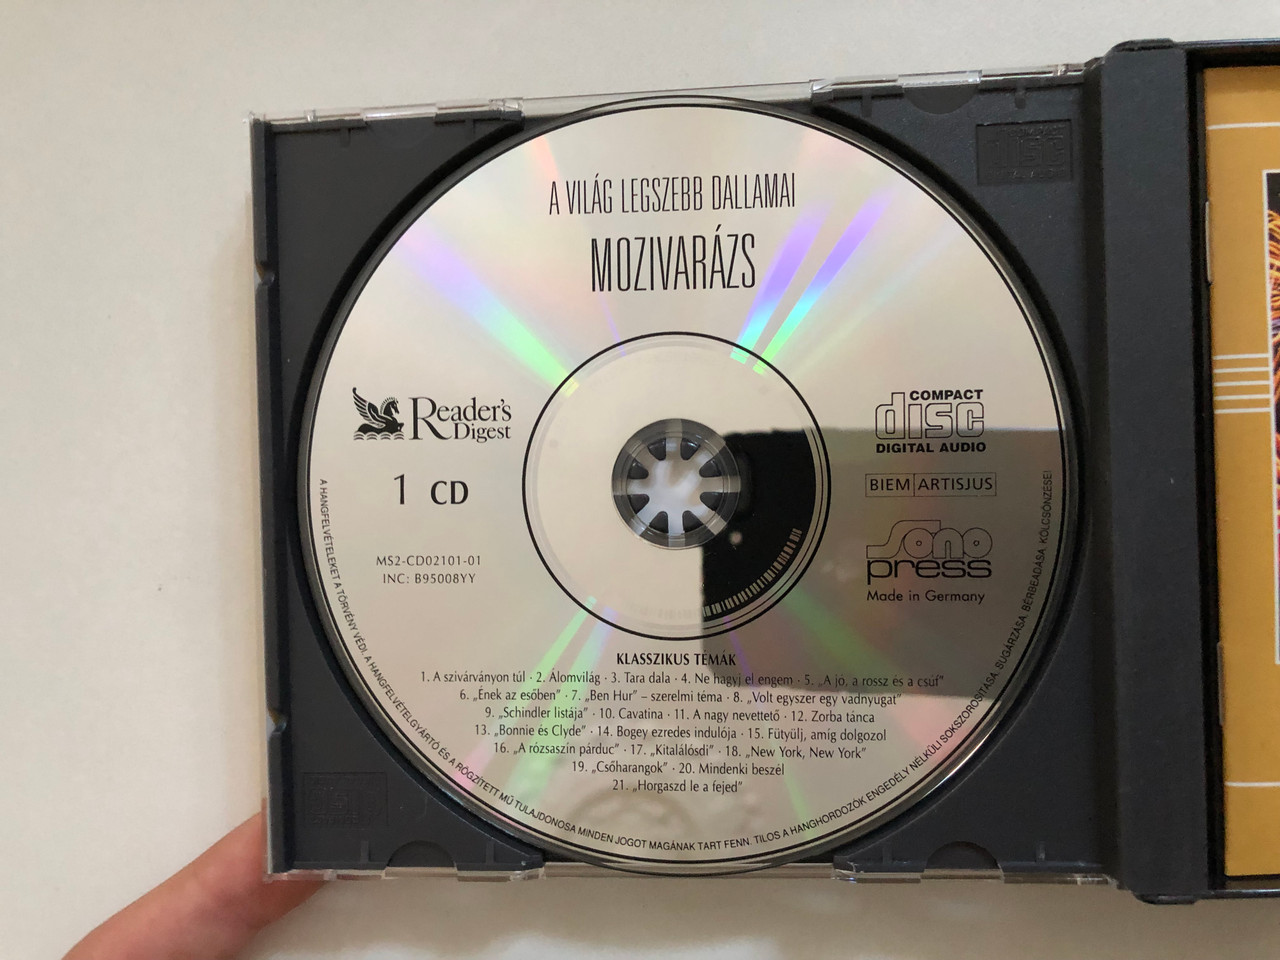 A VILÁG LEGSZEBB DALLAMAI
MOZIVARÁZS
Reader's
Digest
COMPACT
disc
DIGITAL AUDIO
1 CD
BIEM ARTISJUS
Sono
press
Made in Germany
MS2-CD02101-01
INC: B95008YY
KLASSZIKUS TEMÁK
1. A szivárványon túl · 2. Álomvilág · 3. Tara dala · 4. Ne hagyj el engem · 5. „A jó, a rossz és a csúf”
6. „Ének az esőben” · 7. „Ben Hur” – szerelmi téma · 8. „Volt egyszer egy vadnyugat”
9. „Schindler listája” · 10. Cavatina · 11. A nagy nevettető · 12. Zorba tánca
13. „Bonnie és Clyde” · 14. Bogey ezredes indulója · 15. Fütyülj, amíg dolgozol
16. „A rózsaszín párduc” · 17. „Kitalálósdi” · 18. „New York, New York”
19. „Csőharangok” · 20. Mindenki beszél
21. „Horgaszd le a fejed”
A HANGFELVÉTELEKET A TÖRVÉNY VÉDI. A HANGFELVÉTELGYÁRTÓ ÉS A RÖGZÍTETT MŰ TULAJDONOSA MINDEN JOGOT MAGÁNAK TART FENN. TILOS A HANGHORDOZÓK ENGEDÉLY NÉLKÜLI SOKSZOROSÍTÁSA, SUGÁRZÁSA, BÉRBEADÁSA, KÖLCSÖNZÉSE!